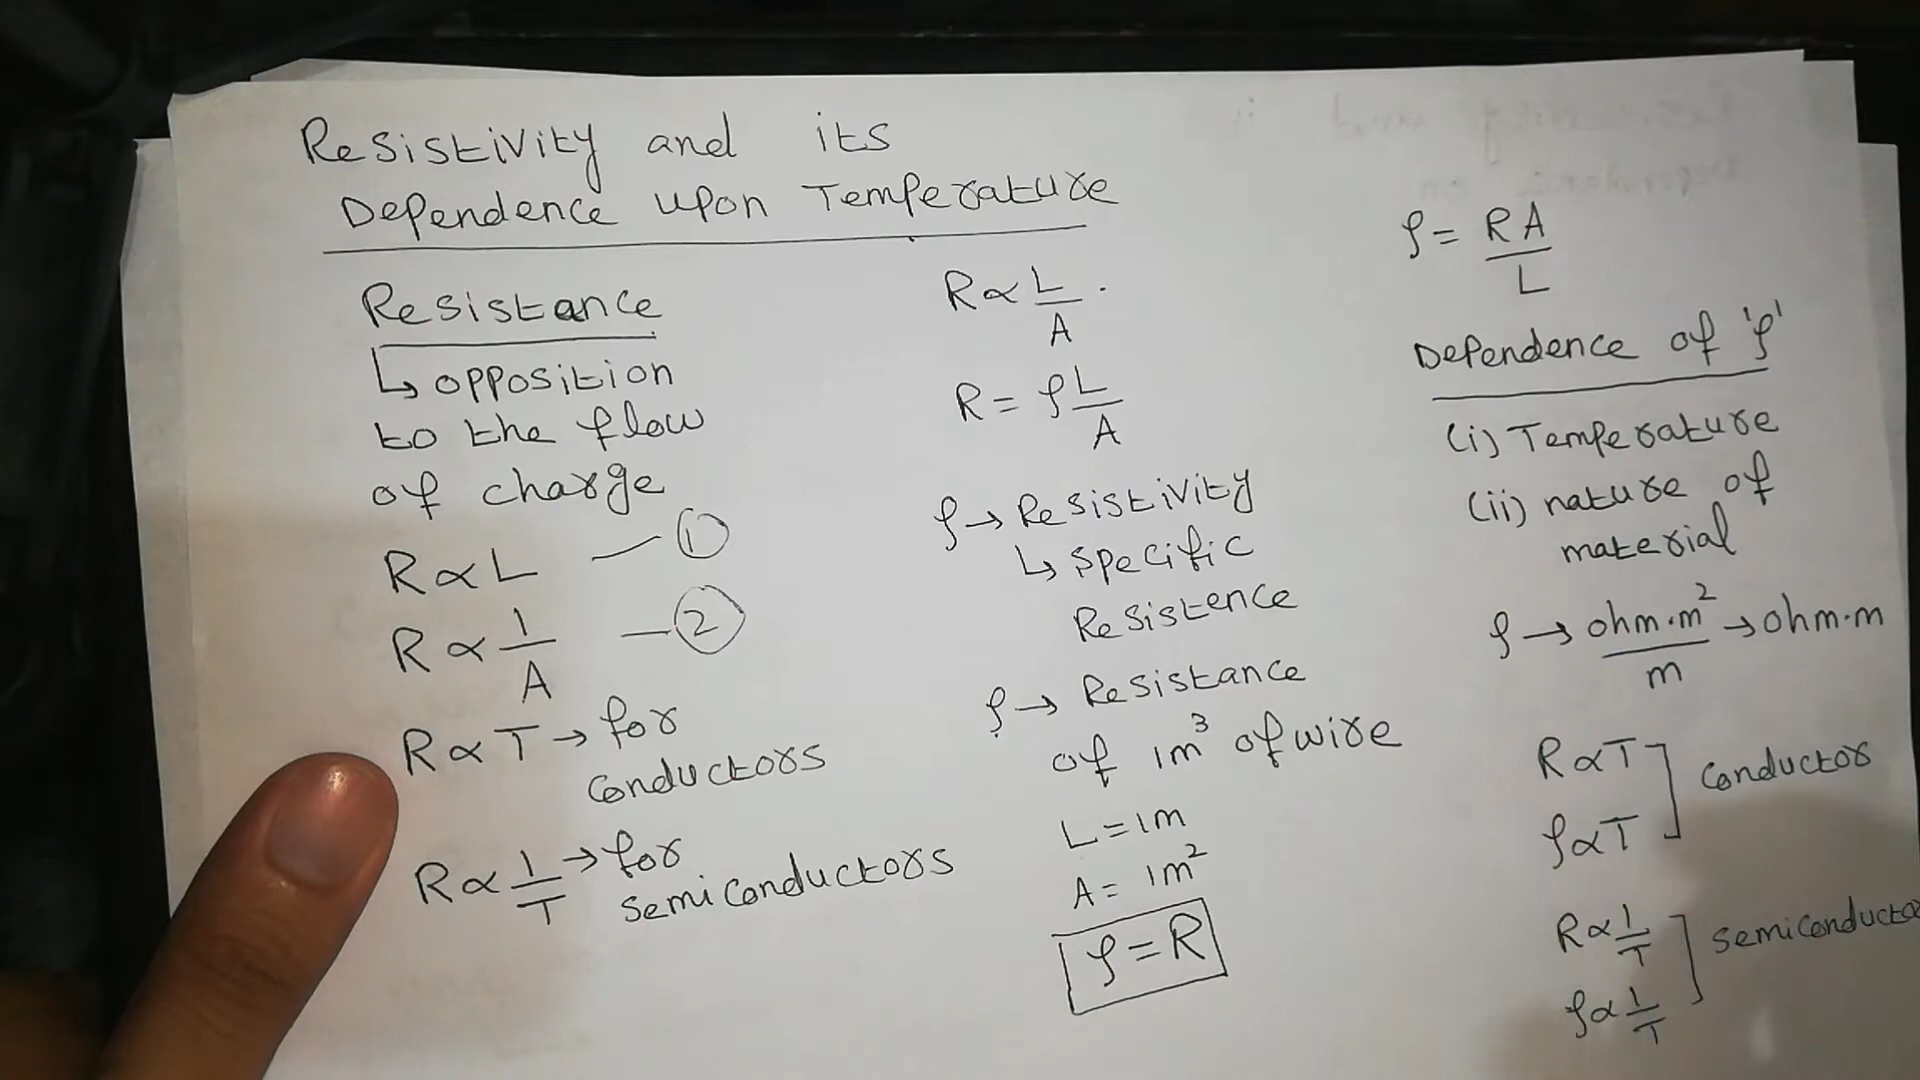 Resistivity and its
Dependence upon Temperature
Resistance
↳ opposition
to the flow
of charge
R ∝ L — ①
R ∝ 1/A — ②
R ∝ T → for
conductors
R ∝ 1/T → for
semiconductors
R ∝ L/A .
R = ρ L/A
ρ → Resistivity
↳ specific
Resistence
ρ → Resistance
of 1m³ of wire
L = 1m
A = 1m²
ρ = R
ρ = RA/L
Dependence of 'ρ'
(i) Temperature
(ii) nature of
material
ρ → ohm·m²/m → ohm·m
R ∝ T ] conductor
ρ ∝ T
R ∝ 1/T ] semiconducto
ρ ∝ 1/T